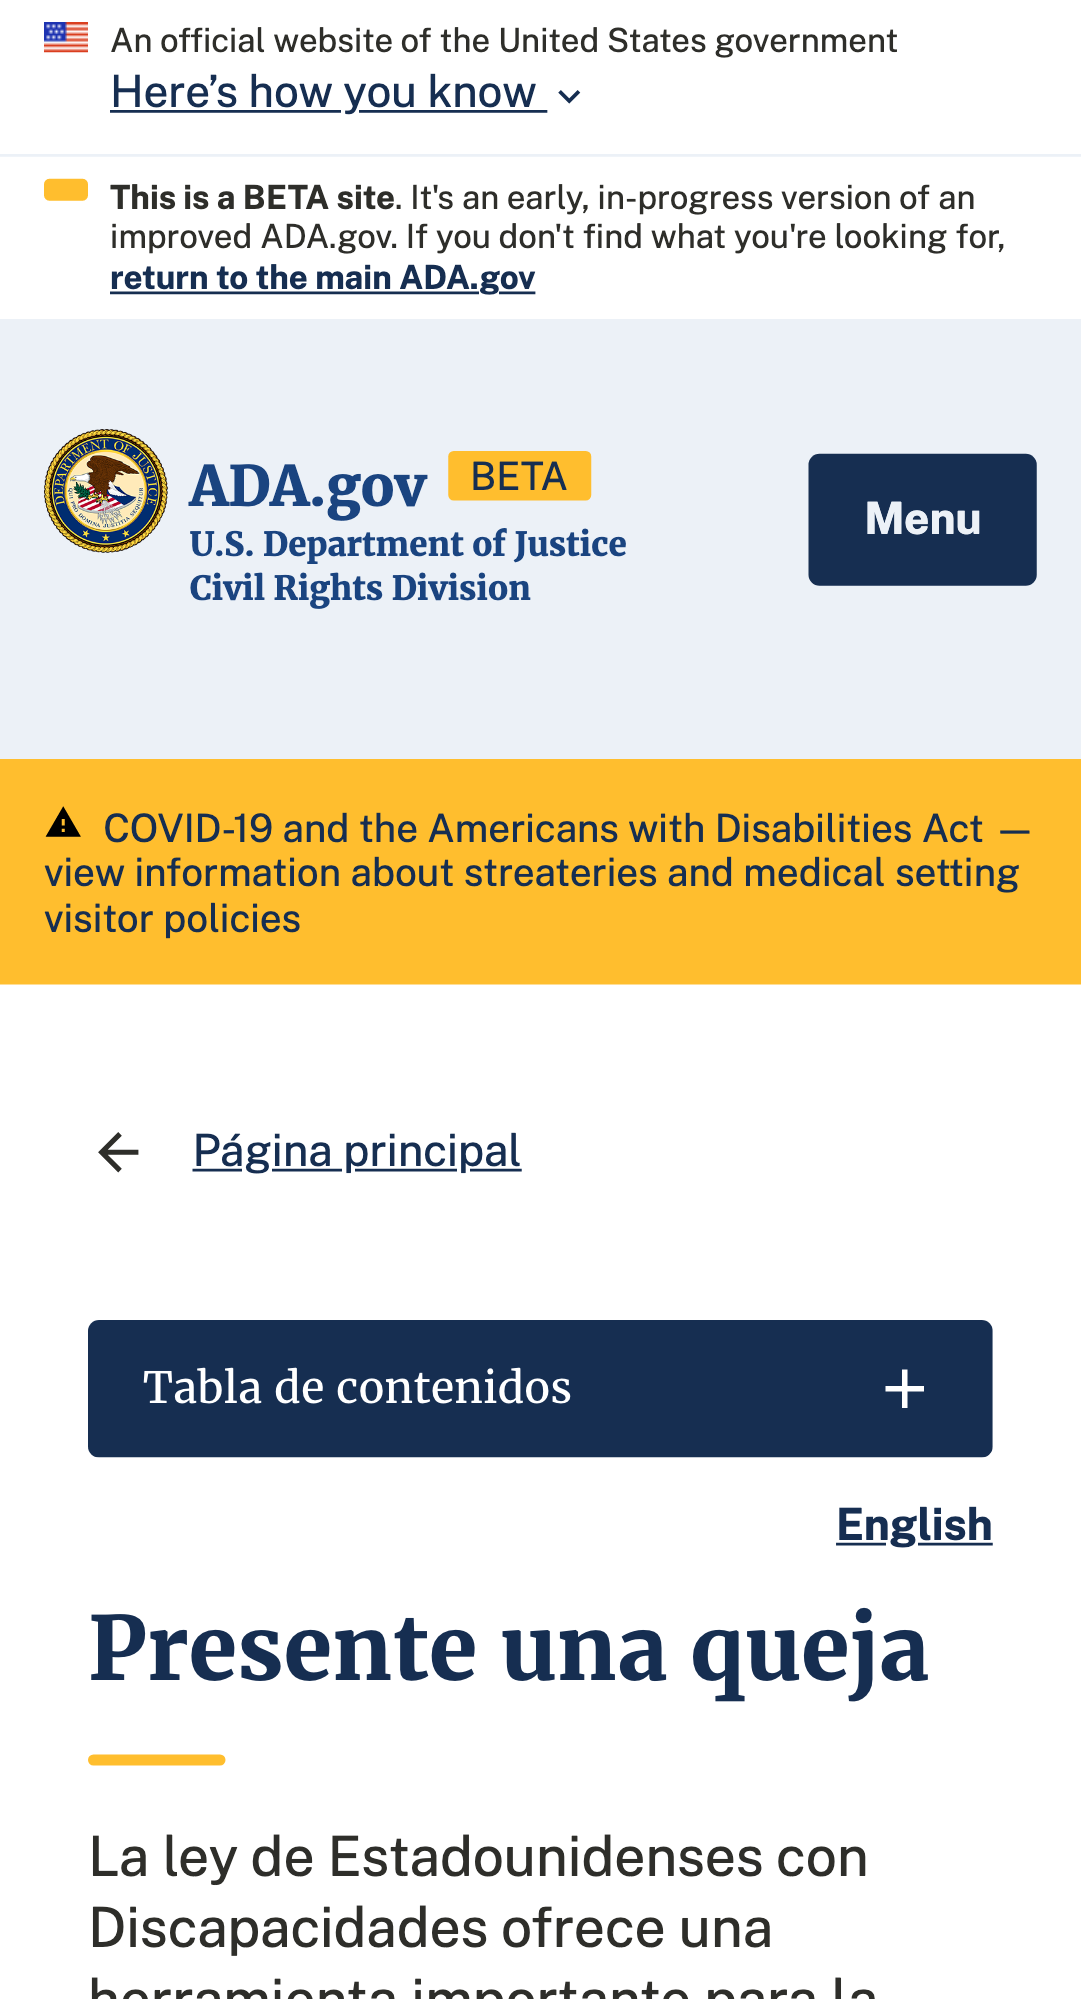 An official website of the United States government
Here’s how you know
This is a BETA site. It's an early, in-progress version of an
improved ADA.gov. If you don't find what you're looking for,
return to the main ADA.gov
ADA.gov BETA
U.S. Department of Justice
Civil Rights Division
Menu
COVID-19 and the Americans with Disabilities Act —
view information about streateries and medical setting
visitor policies
Página principal
Tabla de contenidos
English
Presente una queja
La ley de Estadounidenses con
Discapacidades ofrece una
herramienta importante para la